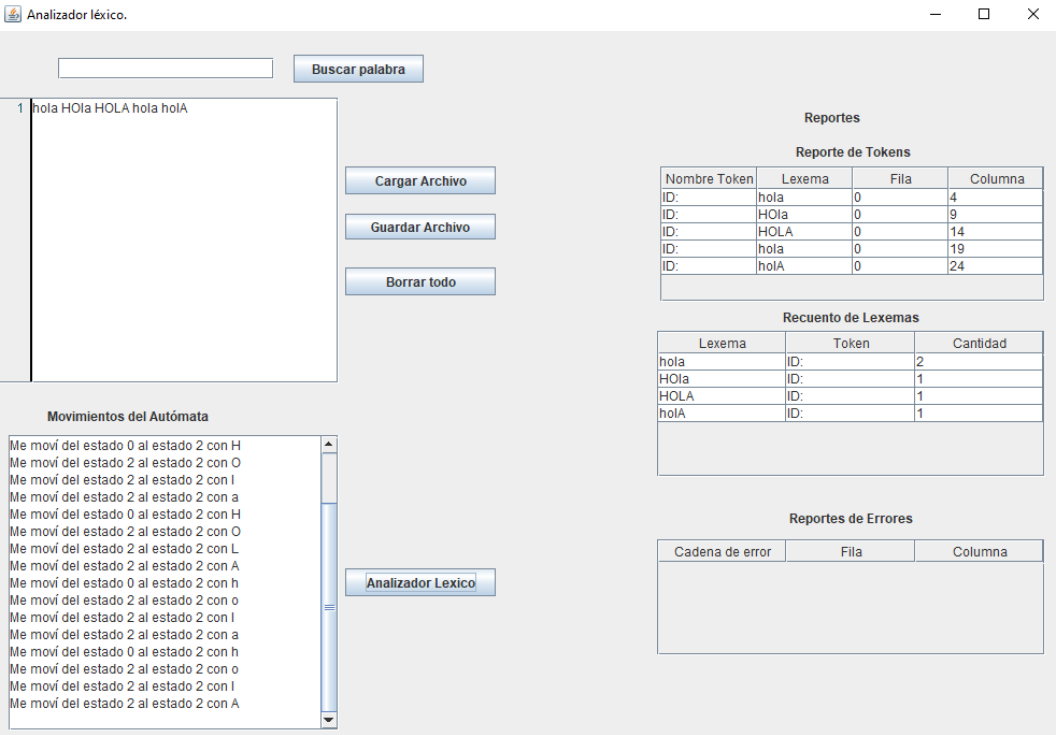 Analizador léxico.
Buscar palabra
1 hola HOla HOLA hola holA
Cargar Archivo
Guardar Archivo
Borrar todo
Movimientos del Autómata
Me moví del estado 0 al estado 2 con H
Me moví del estado 2 al estado 2 con O
Me moví del estado 2 al estado 2 con l
Me moví del estado 2 al estado 2 con a
Me moví del estado 0 al estado 2 con H
Me moví del estado 2 al estado 2 con O
Me moví del estado 2 al estado 2 con L
Me moví del estado 2 al estado 2 con A
Me moví del estado 0 al estado 2 con h
Me moví del estado 2 al estado 2 con o
Me moví del estado 2 al estado 2 con l
Me moví del estado 2 al estado 2 con a
Me moví del estado 0 al estado 2 con h
Me moví del estado 2 al estado 2 con o
Me moví del estado 2 al estado 2 con l
Me moví del estado 2 al estado 2 con A
Analizador Lexico
Reportes
Reporte de Tokens
Nombre Token Lexema Fila Columna
ID: hola 0 4
ID: HOla 0 9
ID: HOLA 0 14
ID: hola 0 19
ID: holA 0 24
Recuento de Lexemas
Lexema Token Cantidad
hola ID: 2
HOla ID: 1
HOLA ID: 1
holA ID: 1
Reportes de Errores
Cadena de error Fila Columna